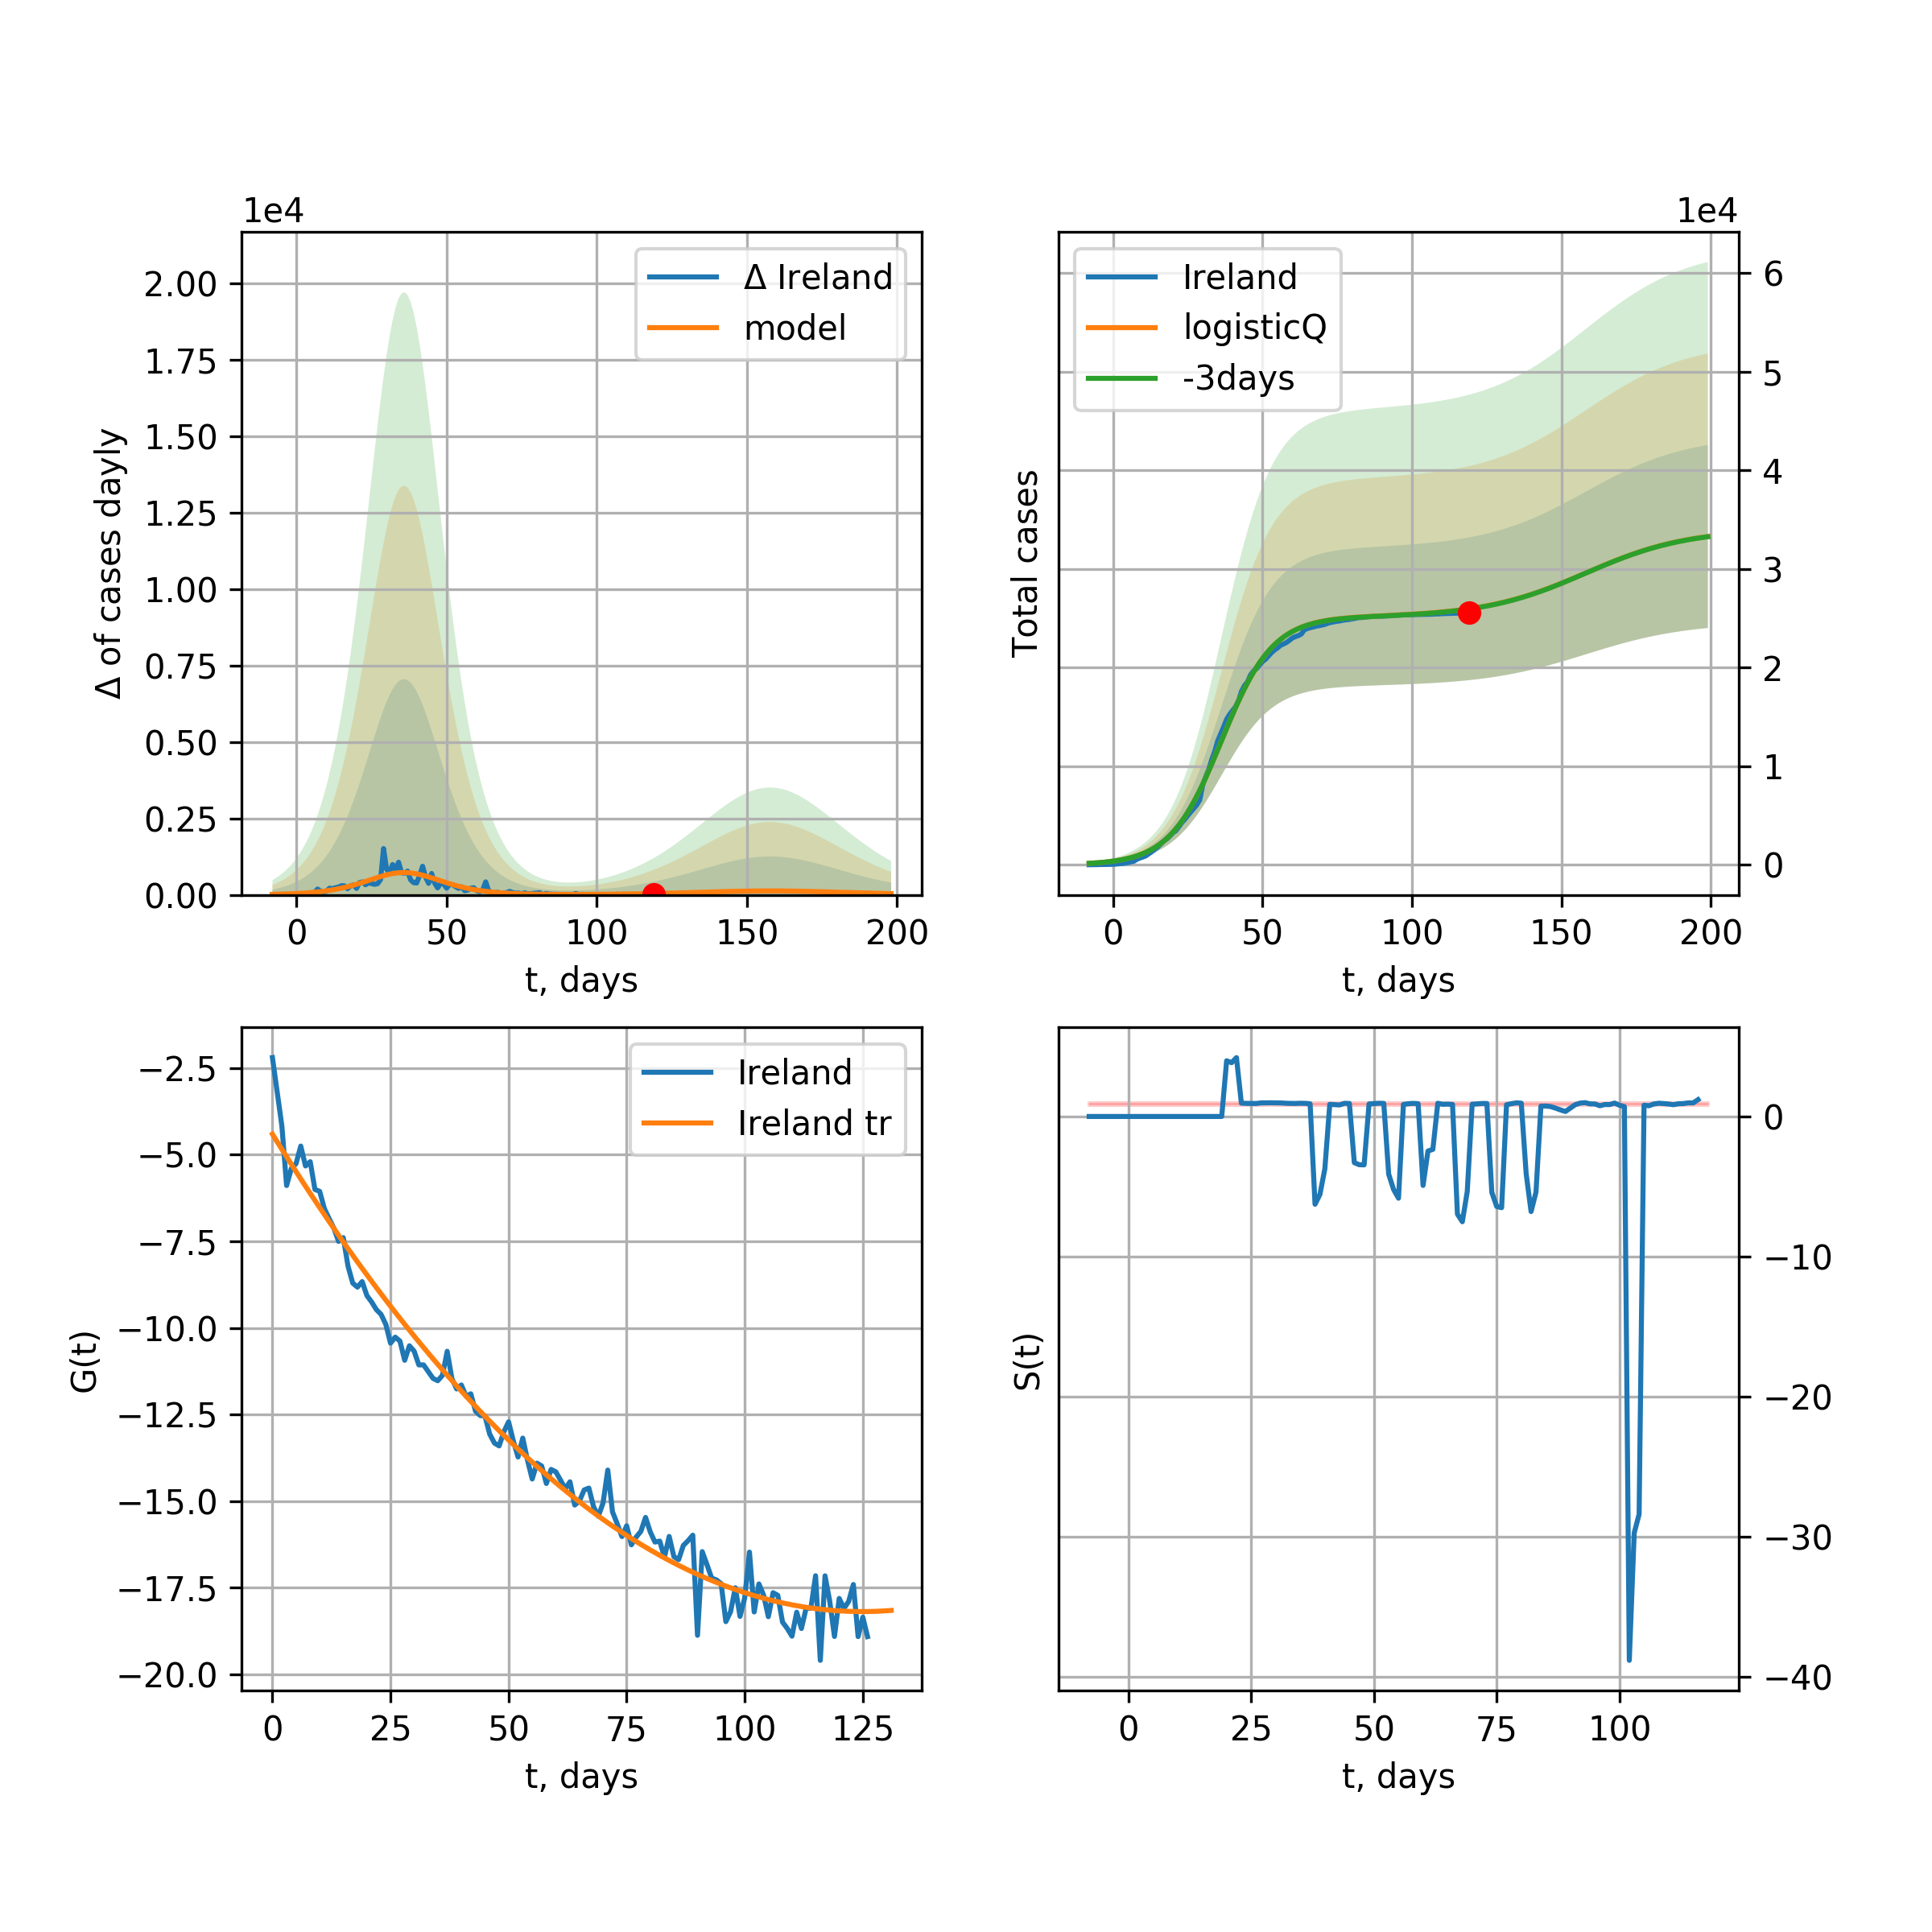 1e4
Δ of cases dayly
2.00
1.75
1.50
1.25
1.00
0.75
0.50
0.25
0.00
Δ Ireland
model
0 50 100 150 200
t, days
1e4
Total cases
Ireland
logisticQ
-3days
6
5
4
3
2
1
0
0 50 100 150 200
t, days
G(t)
−2.5
−5.0
−7.5
−10.0
−12.5
−15.0
−17.5
−20.0
Ireland
Ireland tr
0 25 50 75 100 125
t, days
S(t)
0
−10
−20
−30
−40
0 25 50 75 100
t, days